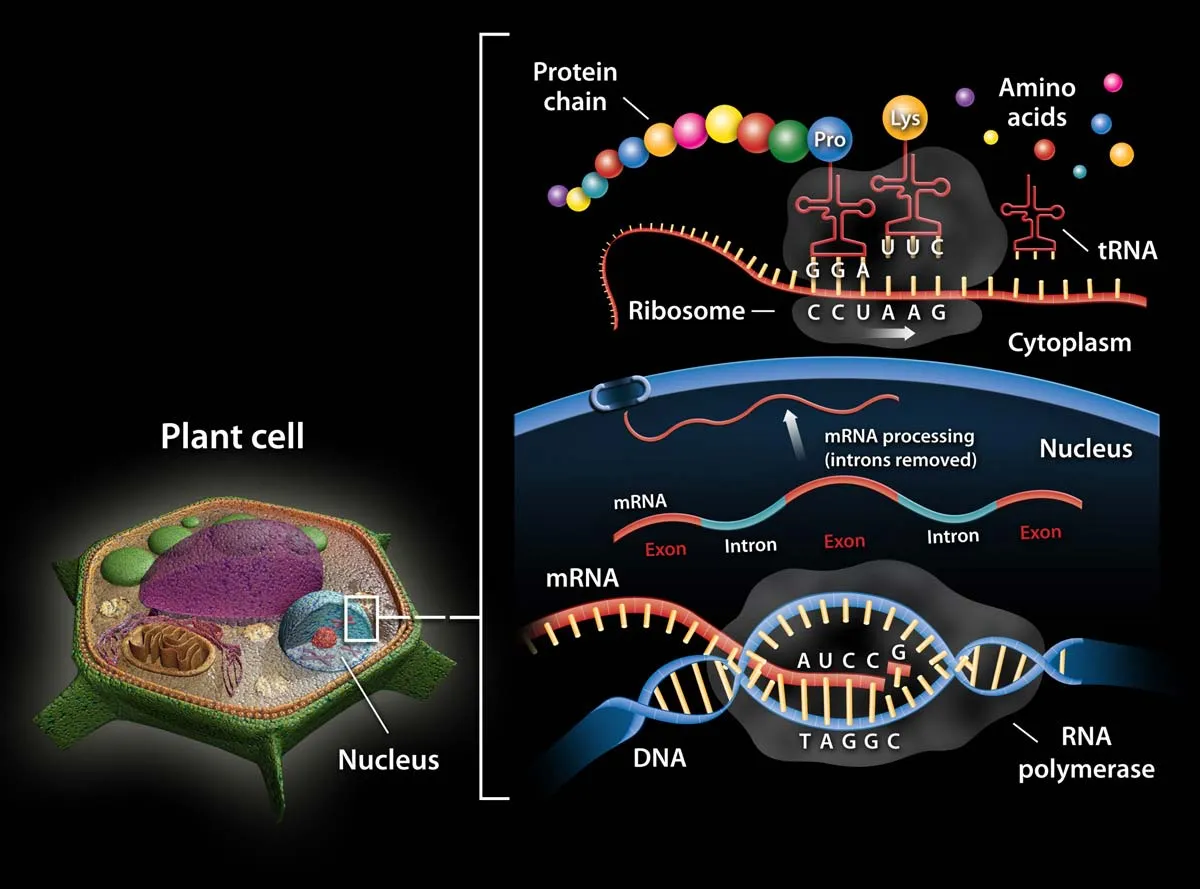 Protein
chain
Amino
acids
Lys
Pro
tRNA
U U C
G G A
Ribosome
C C U A A G
Cytoplasm
Plant cell
mRNA processing
(introns removed)
Nucleus
mRNA
Exon
Intron
Exon
Intron
Exon
mRNA
A U C C G
T A G G C
DNA
RNA
polymerase
Nucleus